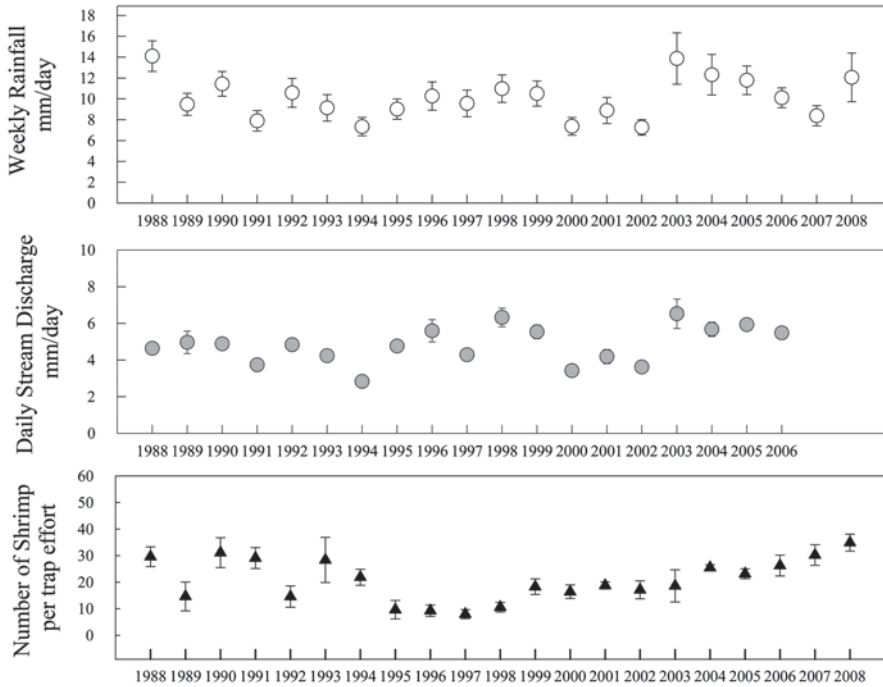 Weekly Rainfall
mm/day
18
16
14
12
10
8
6
4
2
0
1988 1989 1990 1991 1992 1993 1994 1995 1996 1997 1998 1999 2000 2001 2002 2003 2004 2005 2006 2007 2008
Daily Stream Discharge
mm/day
10
8
6
4
2
0
1988 1989 1990 1991 1992 1993 1994 1995 1996 1997 1998 1999 2000 2001 2002 2003 2004 2005 2006
Number of Shrimp
per trap effort
60
50
40
30
20
10
0
1988 1989 1990 1991 1992 1993 1994 1995 1996 1997 1998 1999 2000 2001 2002 2003 2004 2005 2006 2007 2008